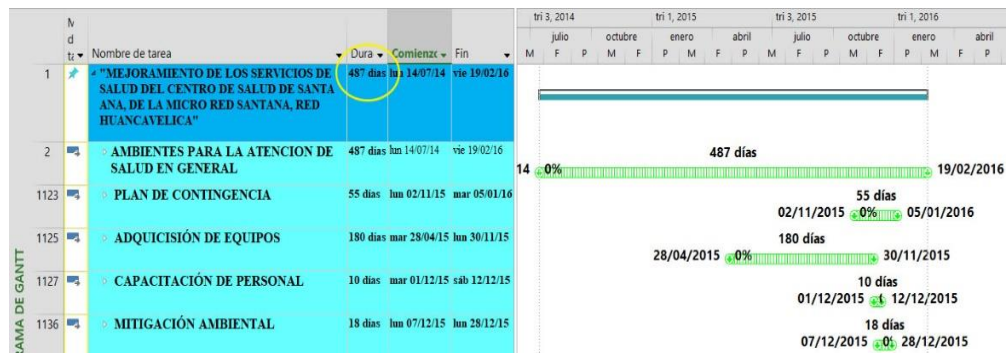 tri 3, 2014 tri 1, 2015 tri 3, 2015 tri 1, 2016
julio octubre enero abril julio octubre enero abril
M F P M F P M F P M F P
M
d
ta Nombre de tarea Dura Comienzo Fin
1 "MEJORAMIENTO DE LOS SERVICIOS DE 487 días lun 14/07/14 vie 19/02/16
SALUD DEL CENTRO DE SALUD DE SANTA
ANA, DE LA MICRO RED SANTANA, RED
HUANCAVELICA"
2 AMBIENTES PARA LA ATENCION DE 487 días lun 14/07/14 vie 19/02/16
SALUD EN GENERAL
487 días
14 0% 19/02/2016
1123 PLAN DE CONTINGENCIA 55 días lun 02/11/15 mar 05/01/16
55 días
02/11/2015 0% 05/01/2016
1125 ADQUICISIÓN DE EQUIPOS 180 días mar 28/04/15 lun 30/11/15
180 días
28/04/2015 0% 30/11/2015
1127 CAPACITACIÓN DE PERSONAL 10 días mar 01/12/15 sáb 12/12/15
10 días
01/12/2015 12/12/2015
1136 MITIGACIÓN AMBIENTAL 18 días lun 07/12/15 lun 28/12/15
18 días
07/12/2015 0% 28/12/2015
RAMA DE GANTT